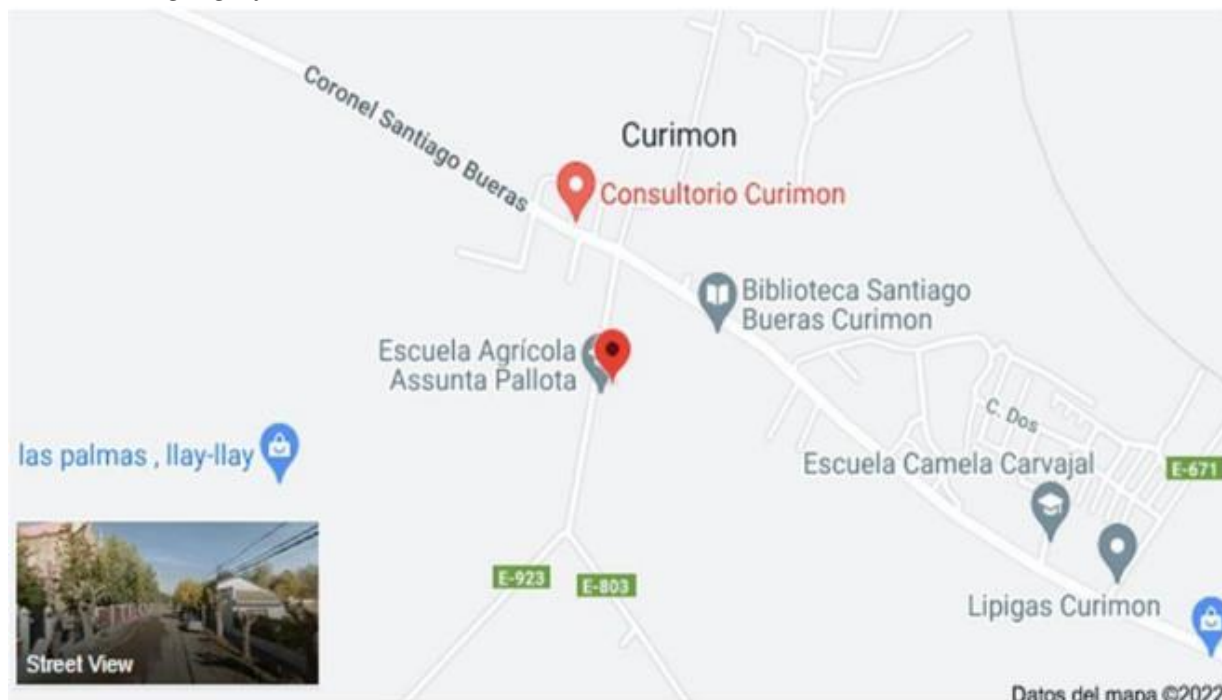 Coronel Santiago Bueras
Curimon
Consultorio Curimon
Biblioteca Santiago
Bueras Curimon
Escuela Agrícola
Assunta Pallota
C. Dos
las palmas , llay-llay
Escuela Camela Carvajal
E-671
E-923
E-803
Lipigas Curimon
Street View
Datos del mapa ©2022